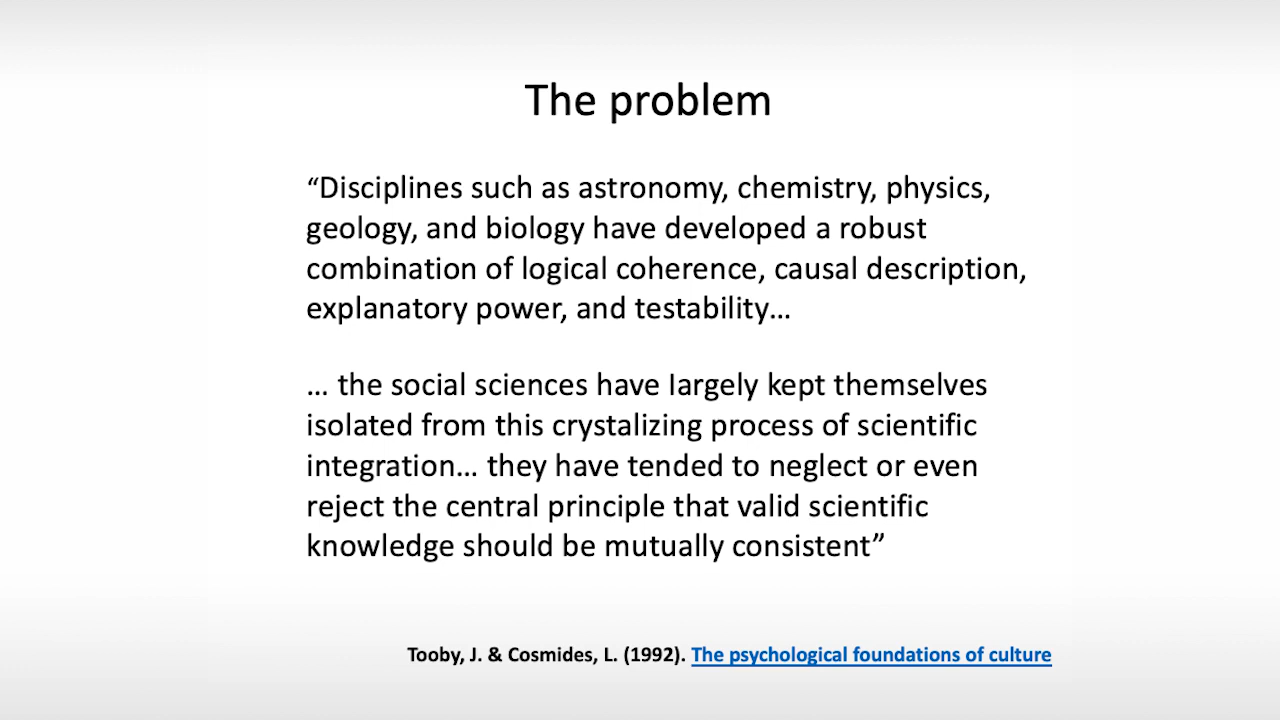 The problem
“Disciplines such as astronomy, chemistry, physics,
geology, and biology have developed a robust
combination of logical coherence, causal description,
explanatory power, and testability…
… the social sciences have largely kept themselves
isolated from this crystalizing process of scientific
integration… they have tended to neglect or even
reject the central principle that valid scientific
knowledge should be mutually consistent”
Tooby, J. & Cosmides, L. (1992). The psychological foundations of culture